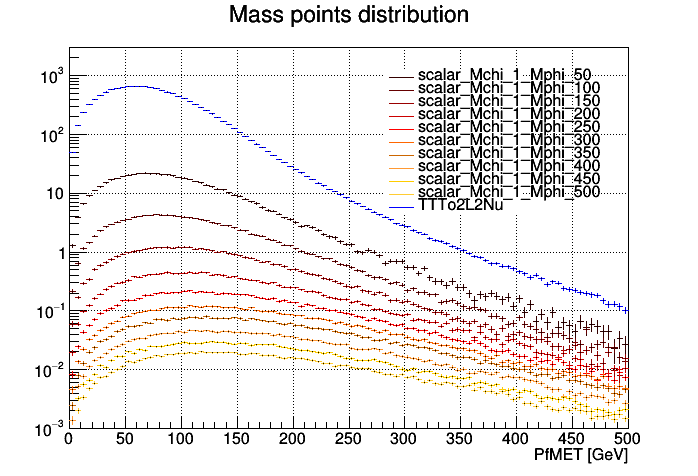 Mass points distribution
10³
10²
10
1
10⁻¹
10⁻²
10⁻³
scalar_Mchi_1_Mphi_50
scalar_Mchi_1_Mphi_100
scalar_Mchi_1_Mphi_150
scalar_Mchi_1_Mphi_200
scalar_Mchi_1_Mphi_250
scalar_Mchi_1_Mphi_300
scalar_Mchi_1_Mphi_350
scalar_Mchi_1_Mphi_400
scalar_Mchi_1_Mphi_450
scalar_Mchi_1_Mphi_500
TTTo2L2Nu
0 50 100 150 200 250 300 350 400 450 500
PfMET [GeV]